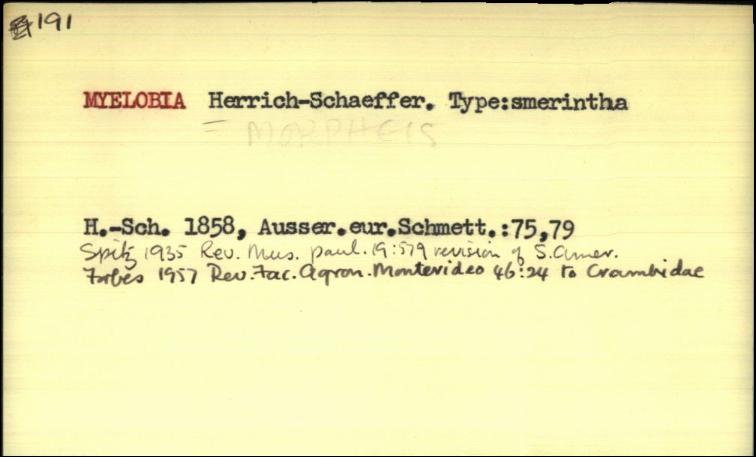 191
MYELOBIA Herrich-Schaeffer. Type:smerintha
= MORPHEIS
H.-Sch. 1858, Ausser.eur.Schmett.:75,79
Spitz 1935 Rev. Mus. paul. 19:579 revision of S. Amer.
Forbes 1957 Rev. Fac. Agron. Montevideo 46:24 to Crambidae